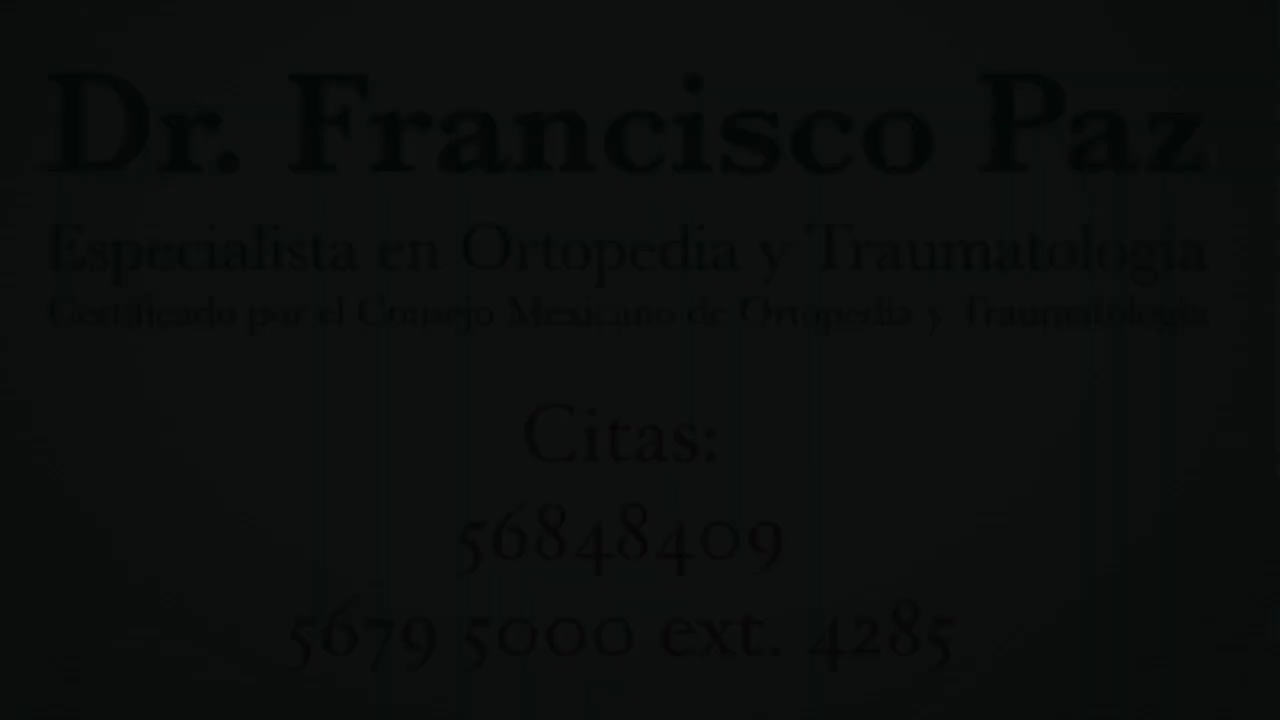 Dr. Francisco Paz
Especialista en Ortopedia y Traumatología
Certificado por el Consejo Mexicano de Ortopedia y Traumatología
Citas:
56848409
5679 5000 ext. 4285